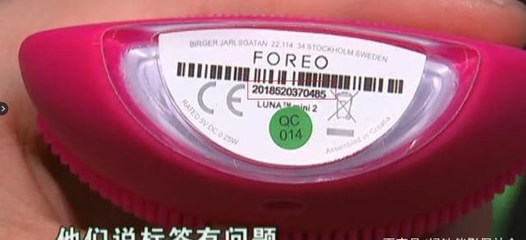 BIRGER JARLSGATAN 22,114 34 STOCKHOLM SWEDEN
FOREO
2018520370485
CE
LUNA™ mini 2
RATED 5V DC 0.25W
QC
014
Assembled in Croatia
他们说标签有问题